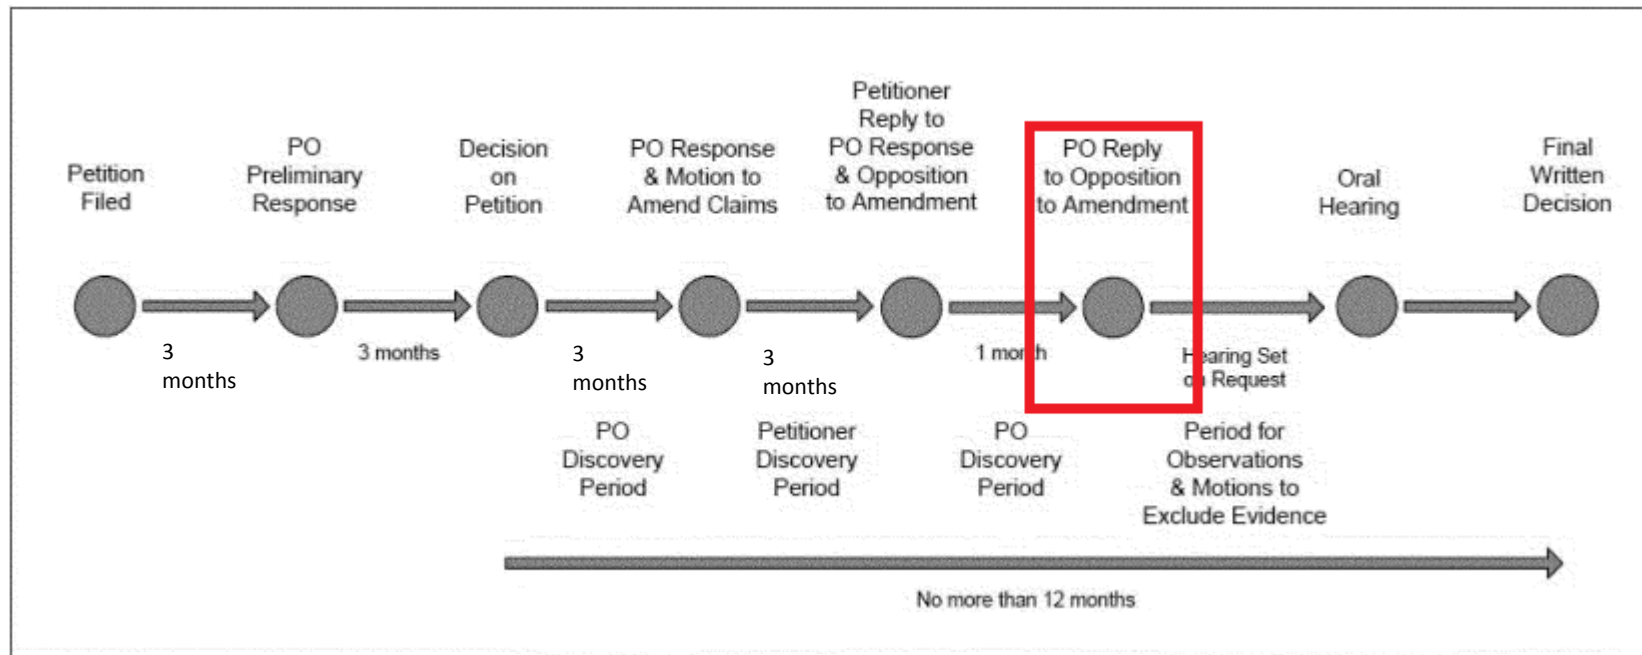 Petition
Filed
PO
Preliminary
Response
Decision
on
Petition
PO Response
& Motion to
Amend Claims
Petitioner
Reply to
PO Response
& Opposition
to Amendment
PO Reply
to Opposition
to Amendment
Oral
Hearing
Final
Written
Decision
3
months
3 months
3
months
3
months
1 month
Hearing Set
on Request
PO
Discovery
Period
Petitioner
Discovery
Period
PO
Discovery
Period
Period for
Observations
& Motions to
Exclude Evidence
No more than 12 months